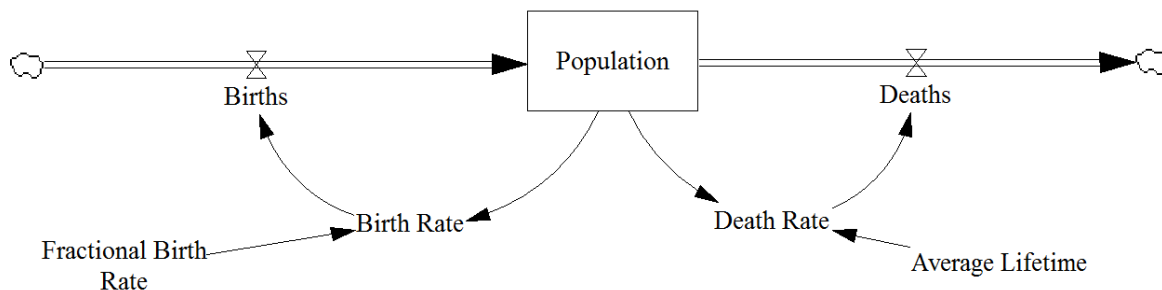 Population
Births
Deaths
Birth Rate
Death Rate
Fractional Birth
Rate
Average Lifetime